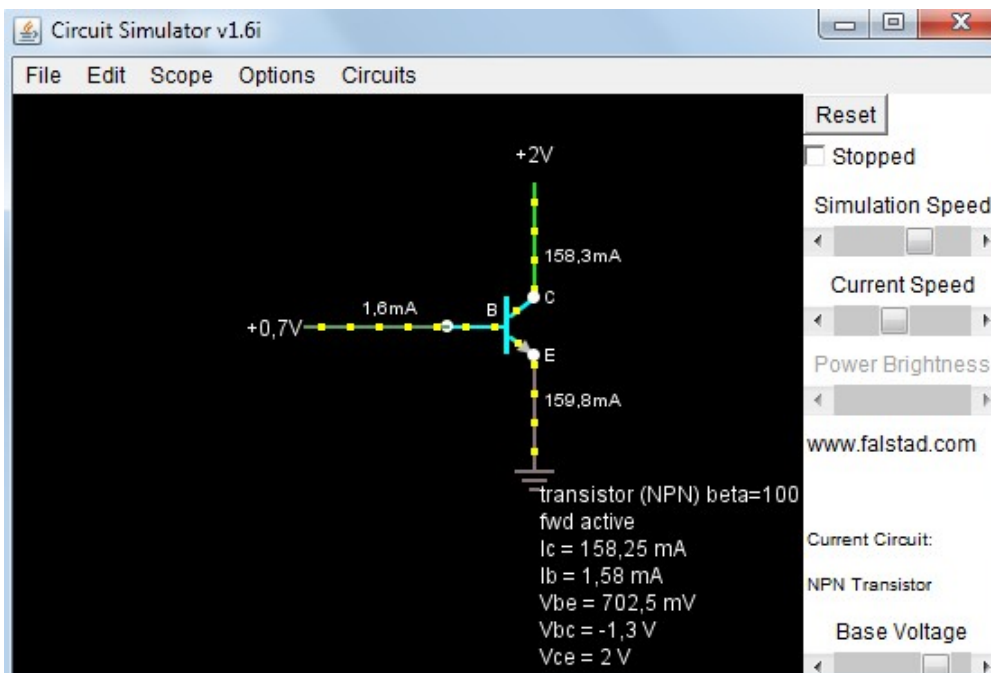 Circuit Simulator v1.6i
File Edit Scope Options Circuits
Reset
+2V
Stopped
Simulation Speed
158,3mA
Current Speed
C
1,6mA
B
+0,7V
E
Power Brightness
159,8mA
www.falstad.com
transistor (NPN) beta=100
fwd active
Current Circuit:
Ic = 158,25 mA
Ib = 1,58 mA
NPN Transistor
Vbe = 702,5 mV
Vbc = -1,3 V
Base Voltage
Vce = 2 V